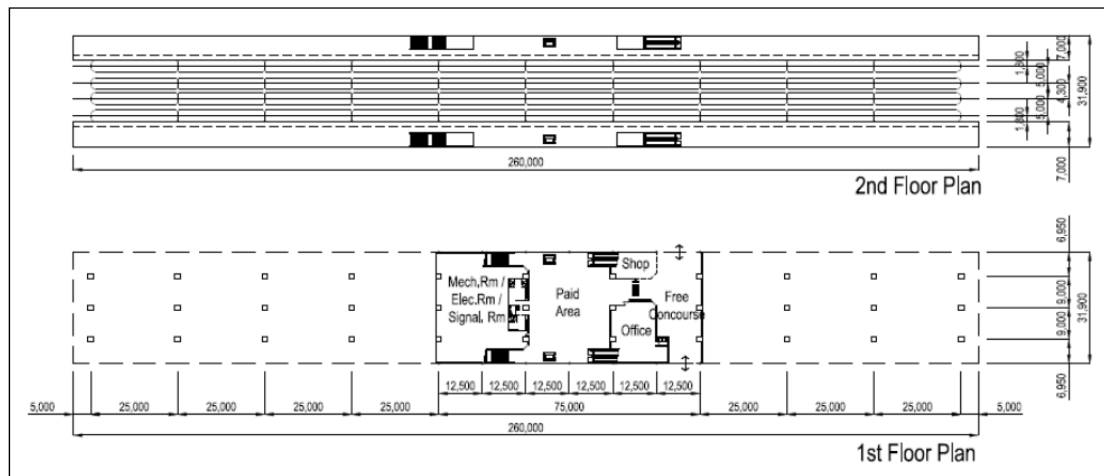 7,000
1,800
5,000
4,300
5,000
1,800
31,900
7,000
260,000
2nd Floor Plan
6,950
9,000
9,000
31,900
6,950
Shop
Mech,Rm /
Elec.Rm /
Signal, Rm
Paid
Area
Free
Concourse
Office
12,500 12,500 12,500 12,500 12,500 12,500
5,000 25,000 25,000 25,000 25,000 75,000 25,000 25,000 25,000 5,000
260,000
1st Floor Plan